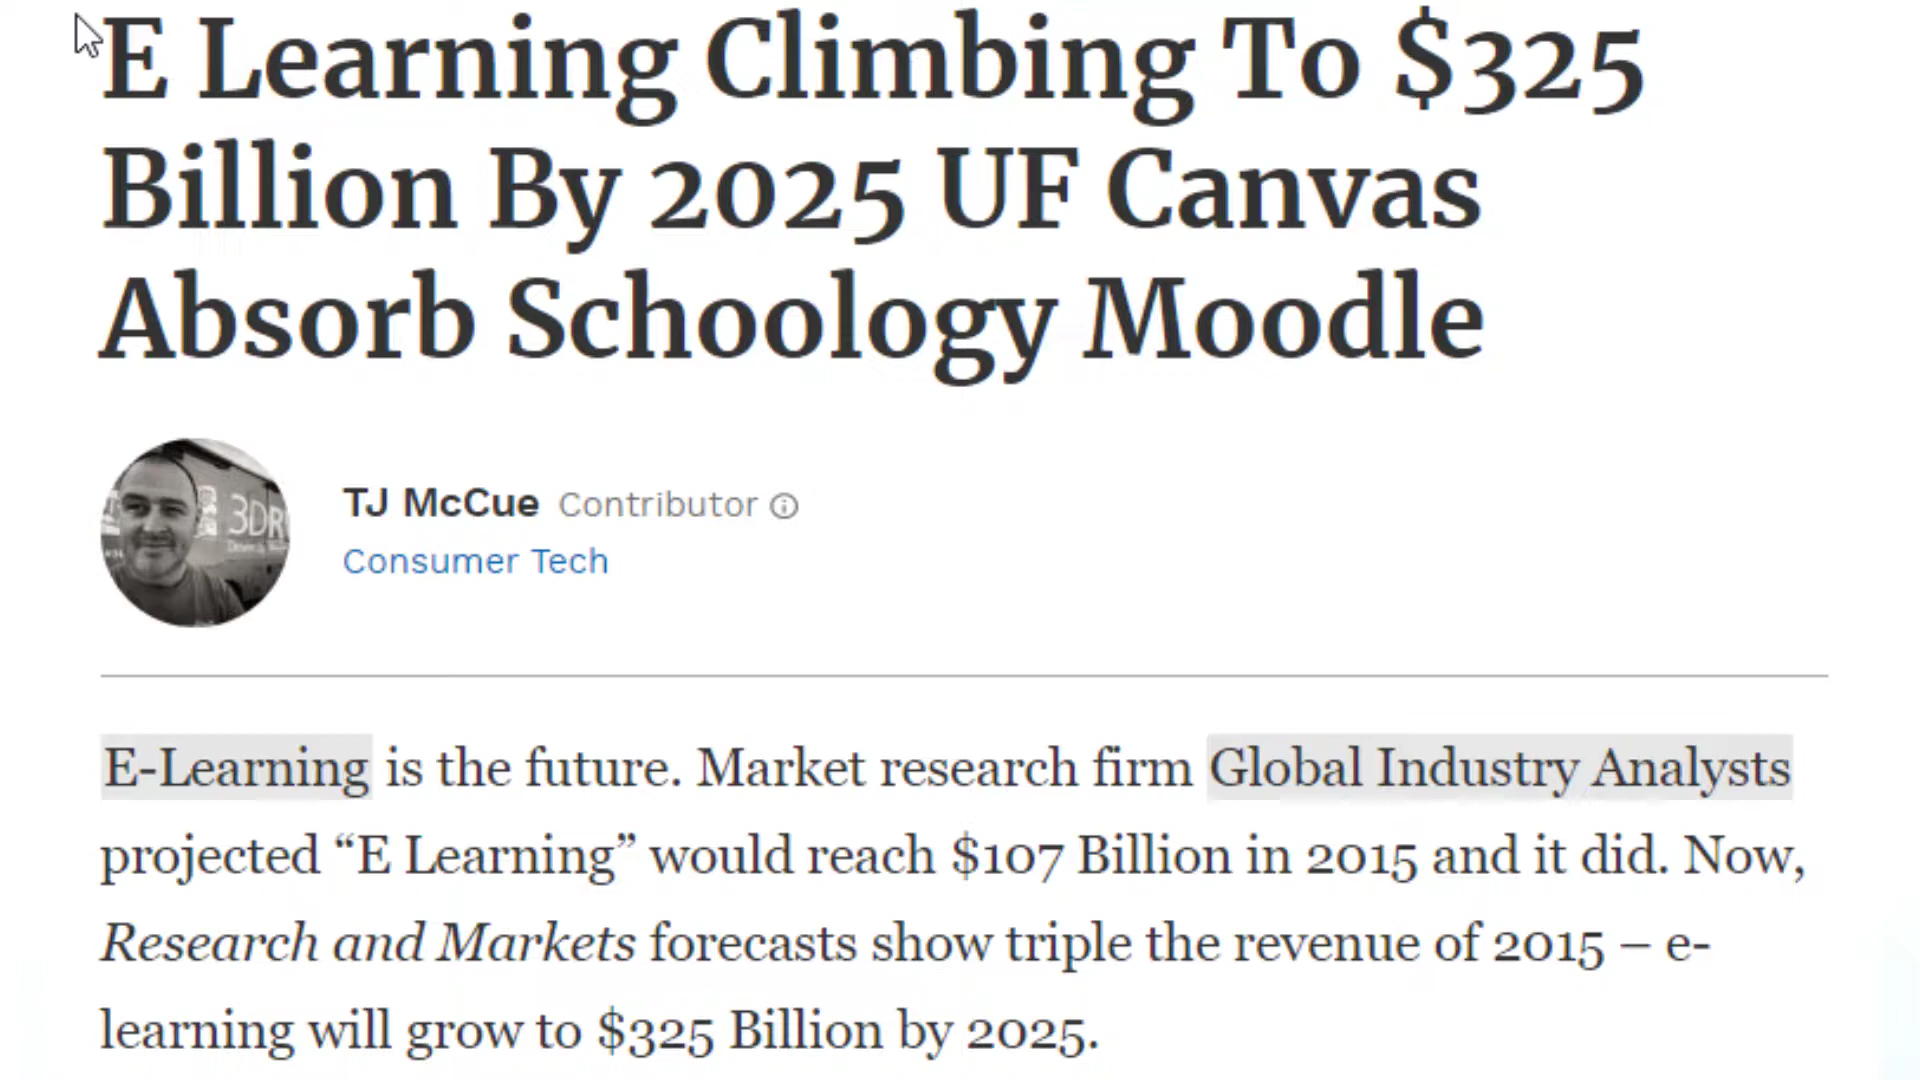 E Learning Climbing To $325
Billion By 2025 UF Canvas
Absorb Schoology Moodle
3DR
TJ McCue Contributor
Consumer Tech
E-Learning is the future. Market research firm Global Industry Analysts
projected “E Learning” would reach $107 Billion in 2015 and it did. Now,
Research and Markets forecasts show triple the revenue of 2015 – e-
learning will grow to $325 Billion by 2025.